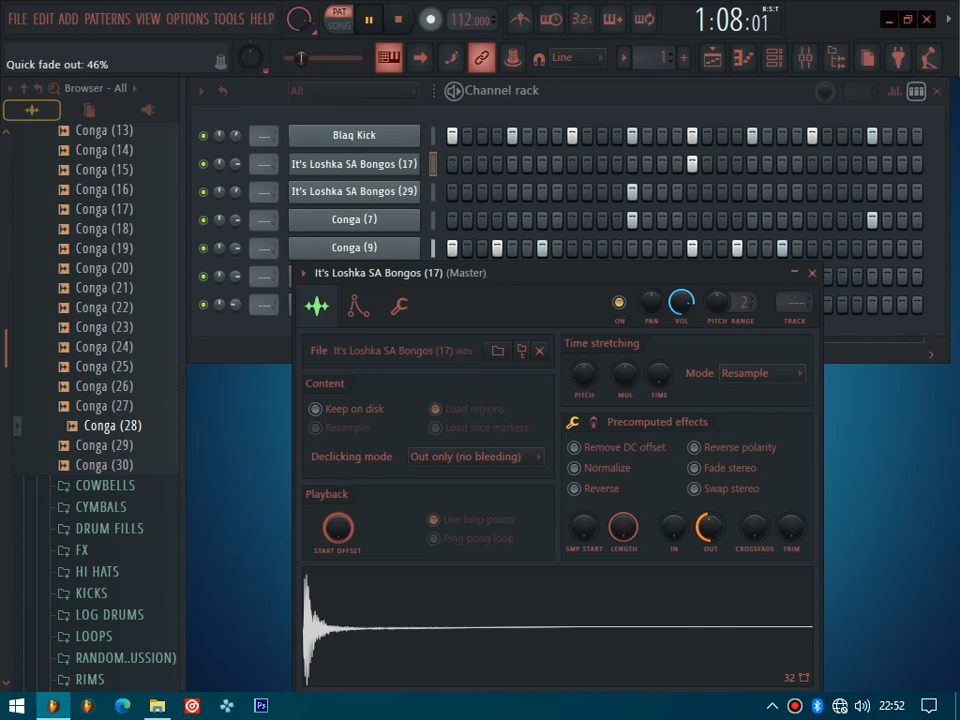 FILE EDIT ADD PATTERNS VIEW OPTIONS TOOLS HELP
PAT
SONG
112.000
3.2.
1:08:01
B:S:T
Quick fade out: 46%
Line
1
Browser - All
All
Channel rack
Conga (13)
Conga (14)
Conga (15)
Conga (16)
Conga (17)
Conga (18)
Conga (19)
Conga (20)
Conga (21)
Conga (22)
Conga (23)
Conga (24)
Conga (25)
Conga (26)
Conga (27)
Conga (28)
Conga (29)
Conga (30)
COWBELLS
CYMBALS
DRUM FILLS
FX
HI HATS
KICKS
LOG DRUMS
LOOPS
RANDOM..USSION)
RIMS
Blaq Kick
It's Loshka SA Bongos (17)
It's Loshka SA Bongos (29)
Conga (7)
Conga (9)
It's Loshka SA Bongos (17) (Master)
ON
PAN
VOL
PITCH RANGE
2
TRACK
File It's Loshka SA Bongos (17).wav
Content
Keep on disk
Load regions
Resample
Load slice markers
Declicking mode Out only (no bleeding)
Playback
START OFFSET
Use loop points
Ping pong loop
Time stretching
PITCH
MUL
TIME
Mode Resample
Precomputed effects
Remove DC offset
Reverse polarity
Normalize
Fade stereo
Reverse
Swap stereo
SMP START
LENGTH
IN
OUT
CROSSFADE
TRIM
32
Ps
22:52